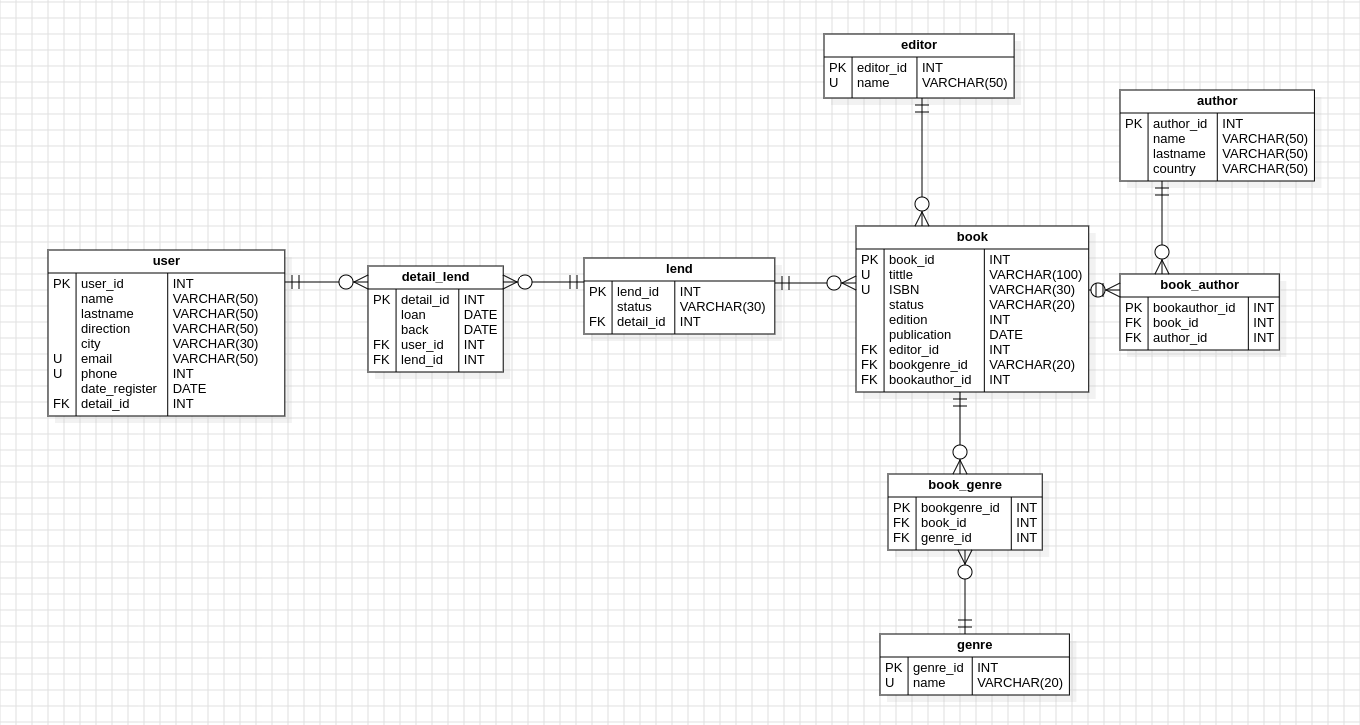 editor
PK editor_id INT
U name VARCHAR(50)
author
PK author_id INT
name VARCHAR(50)
lastname VARCHAR(50)
country VARCHAR(50)
user
PK user_id INT
name VARCHAR(50)
lastname VARCHAR(50)
direction VARCHAR(50)
city VARCHAR(30)
U email VARCHAR(50)
U phone INT
date_register DATE
FK detail_id INT
detail_lend
PK detail_id INT
loan DATE
back DATE
FK user_id INT
FK lend_id INT
lend
PK lend_id INT
status VARCHAR(30)
FK detail_id INT
book
PK book_id INT
U tittle VARCHAR(100)
U ISBN VARCHAR(30)
status VARCHAR(20)
edition INT
publication DATE
FK editor_id INT
FK bookgenre_id VARCHAR(20)
FK bookauthor_id INT
book_author
PK bookauthor_id INT
FK book_id INT
FK author_id INT
book_genre
PK bookgenre_id INT
FK book_id INT
FK genre_id INT
genre
PK genre_id INT
U name VARCHAR(20)